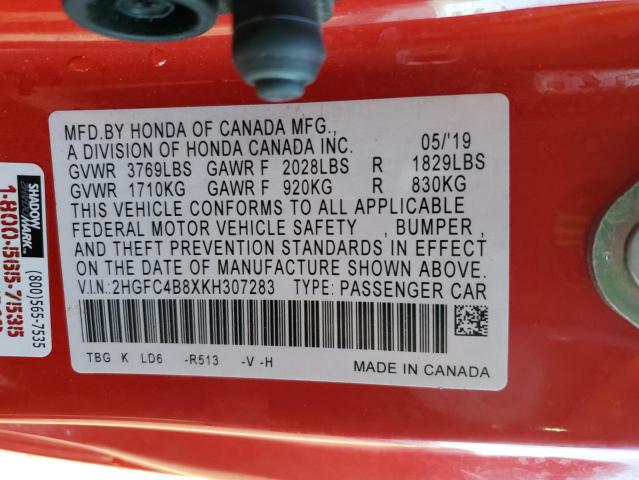 MFD.BY HONDA OF CANADA MFG.,
A DIVISION OF HONDA CANADA INC. 05/'19
GVWR 3769LBS GAWR F 2028LBS R 1829LBS
GVWR 1710KG GAWR F 920KG R 830KG
THIS VEHICLE CONFORMS TO ALL APPLICABLE
FEDERAL MOTOR VEHICLE SAFETY , BUMPER ,
AND THEFT PREVENTION STANDARDS IN EFFECT
ON THE DATE OF MANUFACTURE SHOWN ABOVE.
V.I.N:2HGFC4B8XKH307283 TYPE: PASSENGER CAR
TBG K LD6 -R513 -V -H MADE IN CANADA
SHADOW
MARK
1-800-565-7535
(800)565-7535